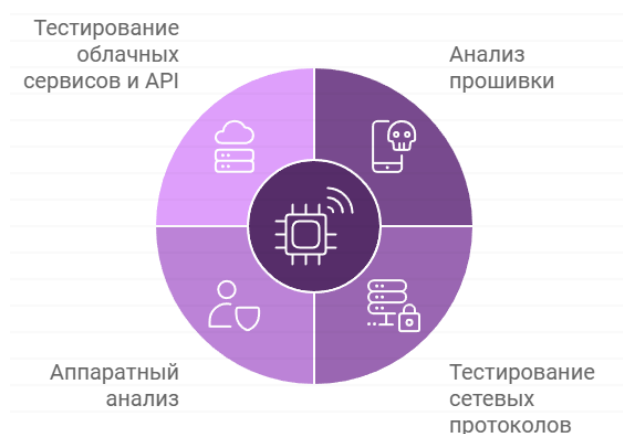 Тестирование
облачных
сервисов и API
Анализ
прошивки
Аппаратный
анализ
Тестирование
сетевых
протоколов